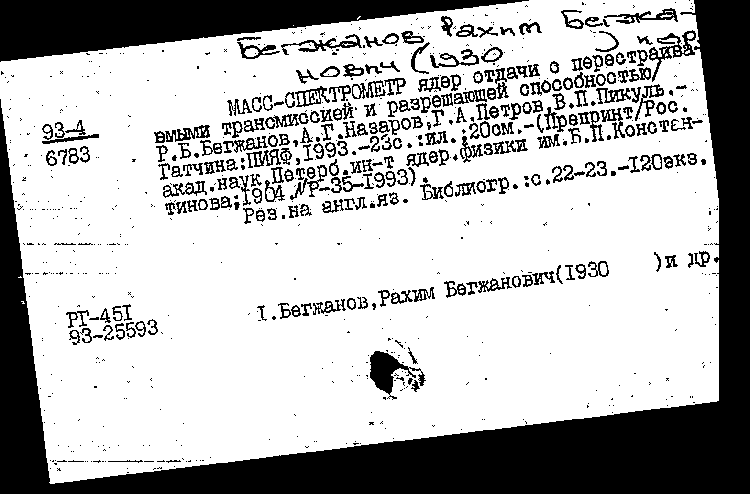 Бегжанов Рахим Бегжа-
нович (1930 ) и др.
МАСС-СПЕКТРОМЕТР ядер отдачи с перестраива-
емыми трансмиссией и разрешающей способностью/
Р.Б.Бегжанов,А.Г.Назаров,Г.А.Петров,В.П.Пикуль.-
Гатчина:ПИЯФ,1993.-23с.:ил.;20см.-(Препринт/Рос.
акад.наук,Петерб.ин-т ядер.физики им.Б.П.Констен-
тинова;1904.NP-35-1993).
Рез.на англ.яз. Библиогр.:с.22-23.-120экз.
93-4
6783
I.Бегжанов,Рахим Бегжанович(1930 )и др.
РГ-45I
93-25593